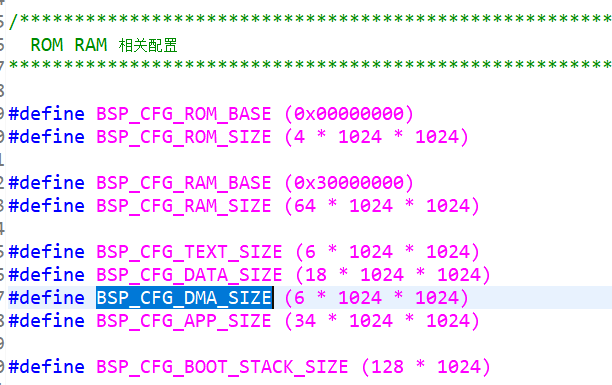 /******************************************************
ROM RAM 相关配置
*******************************************************
#define BSP_CFG_ROM_BASE (0x00000000)
#define BSP_CFG_ROM_SIZE (4 * 1024 * 1024)
#define BSP_CFG_RAM_BASE (0x30000000)
#define BSP_CFG_RAM_SIZE (64 * 1024 * 1024)
#define BSP_CFG_TEXT_SIZE (6 * 1024 * 1024)
#define BSP_CFG_DATA_SIZE (18 * 1024 * 1024)
#define BSP_CFG_DMA_SIZE (6 * 1024 * 1024)
#define BSP_CFG_APP_SIZE (34 * 1024 * 1024)
#define BSP_CFG_BOOT_STACK_SIZE (128 * 1024)